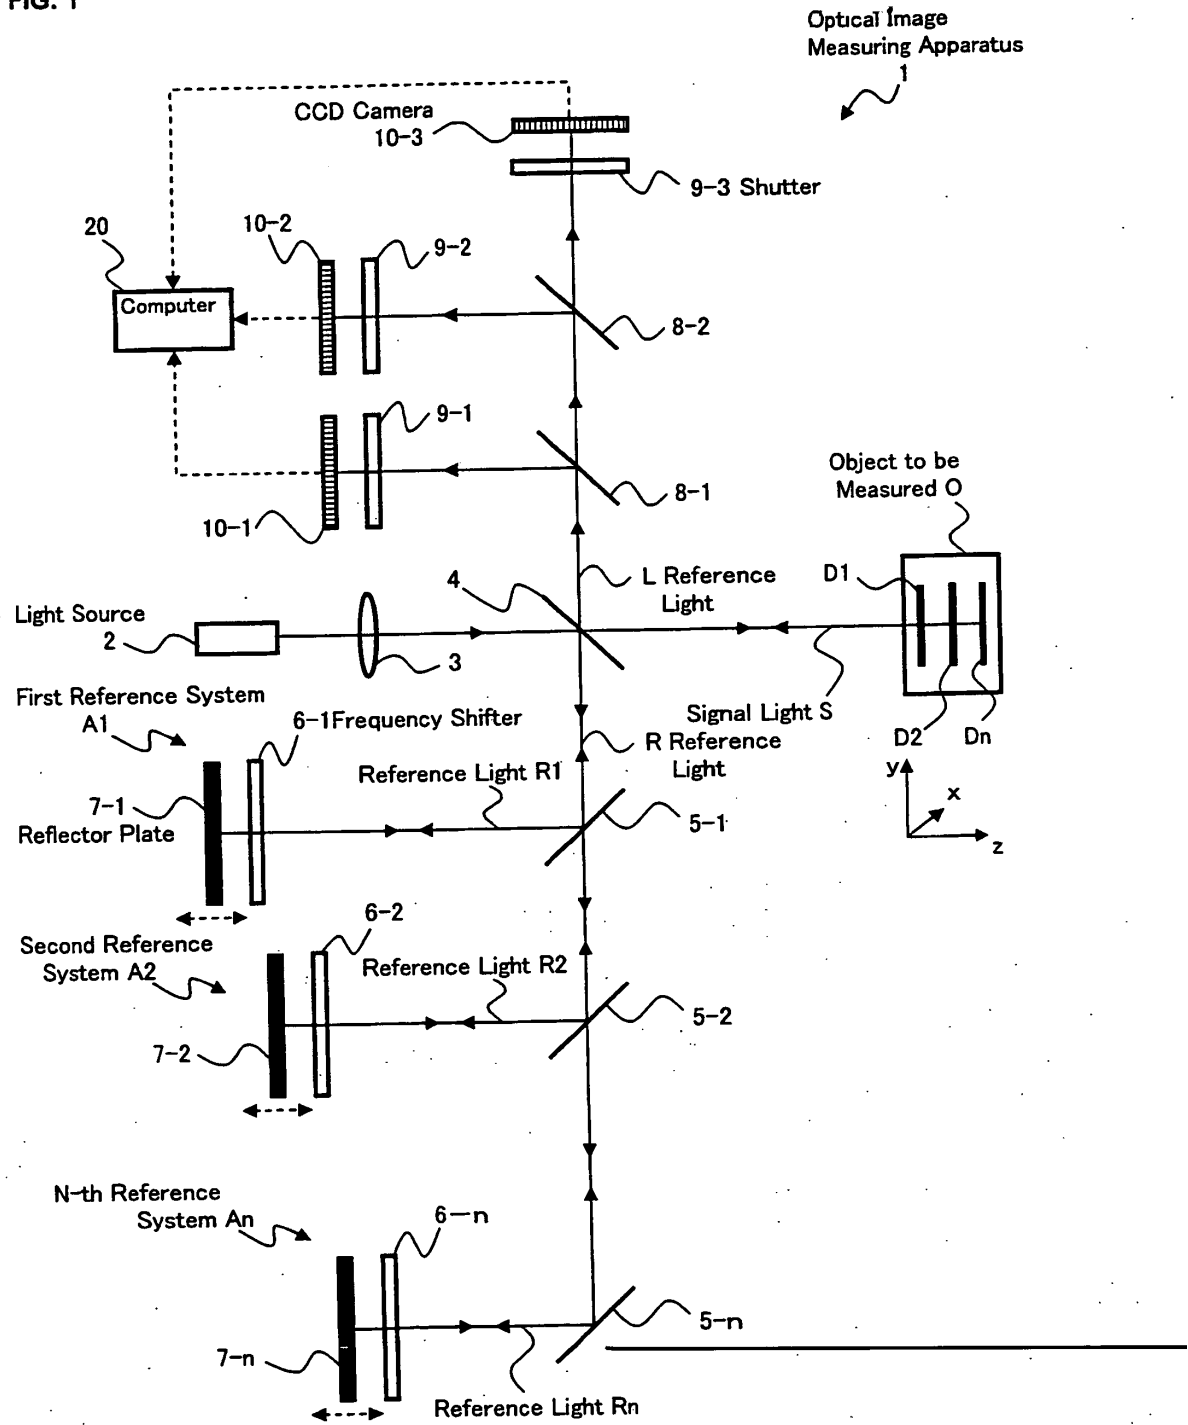 FIG. 1
Optical Image
Measuring Apparatus
1
CCD Camera
10-3
9-3 Shutter
20
10-2
9-2
Computer
8-2
9-1
8-1
10-1
Object to be
Measured O
4
L Reference
Light
D1
Light Source
2
3
First Reference System
A1
6-1 Frequency Shifter
Signal Light S
D2
Dn
R Reference
Light
Reference Light R1
7-1
Reflector Plate
5-1
y
x
z
6-2
Second Reference
System A2
Reference Light R2
5-2
7-2
N-th Reference
System An
6-n
5-n
7-n
Reference Light Rn